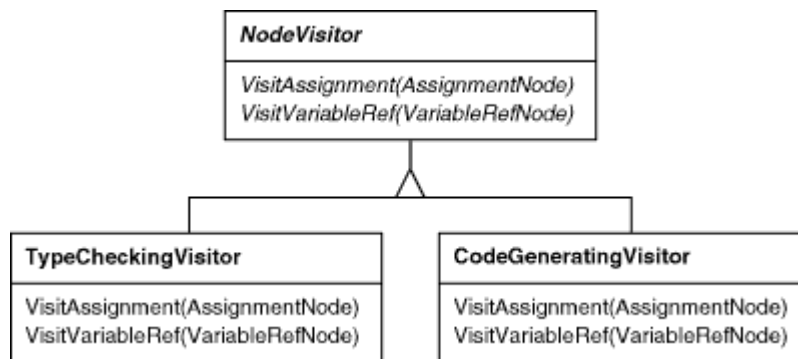 NodeVisitor
VisitAssignment(AssignmentNode)
VisitVariableRef(VariableRefNode)
TypeCheckingVisitor
VisitAssignment(AssignmentNode)
VisitVariableRef(VariableRefNode)
CodeGeneratingVisitor
VisitAssignment(AssignmentNode)
VisitVariableRef(VariableRefNode)